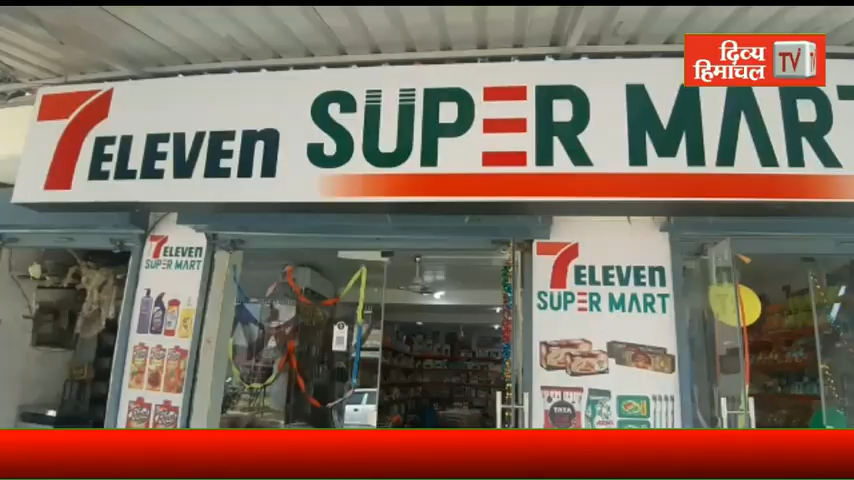 दिव्य
हिमाचल TV
7 ELEVEN SUPER MART
7 ELEVEN
SUPER MART
7 ELEVEN
SUPER MART
TATA